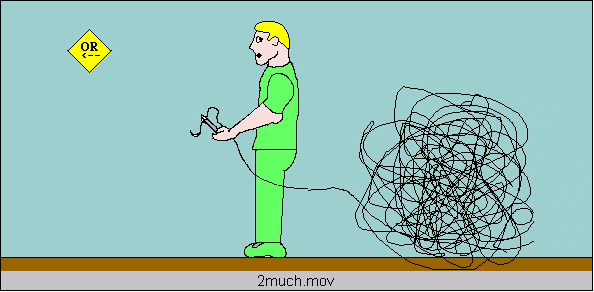 OR
<--
2much.mov